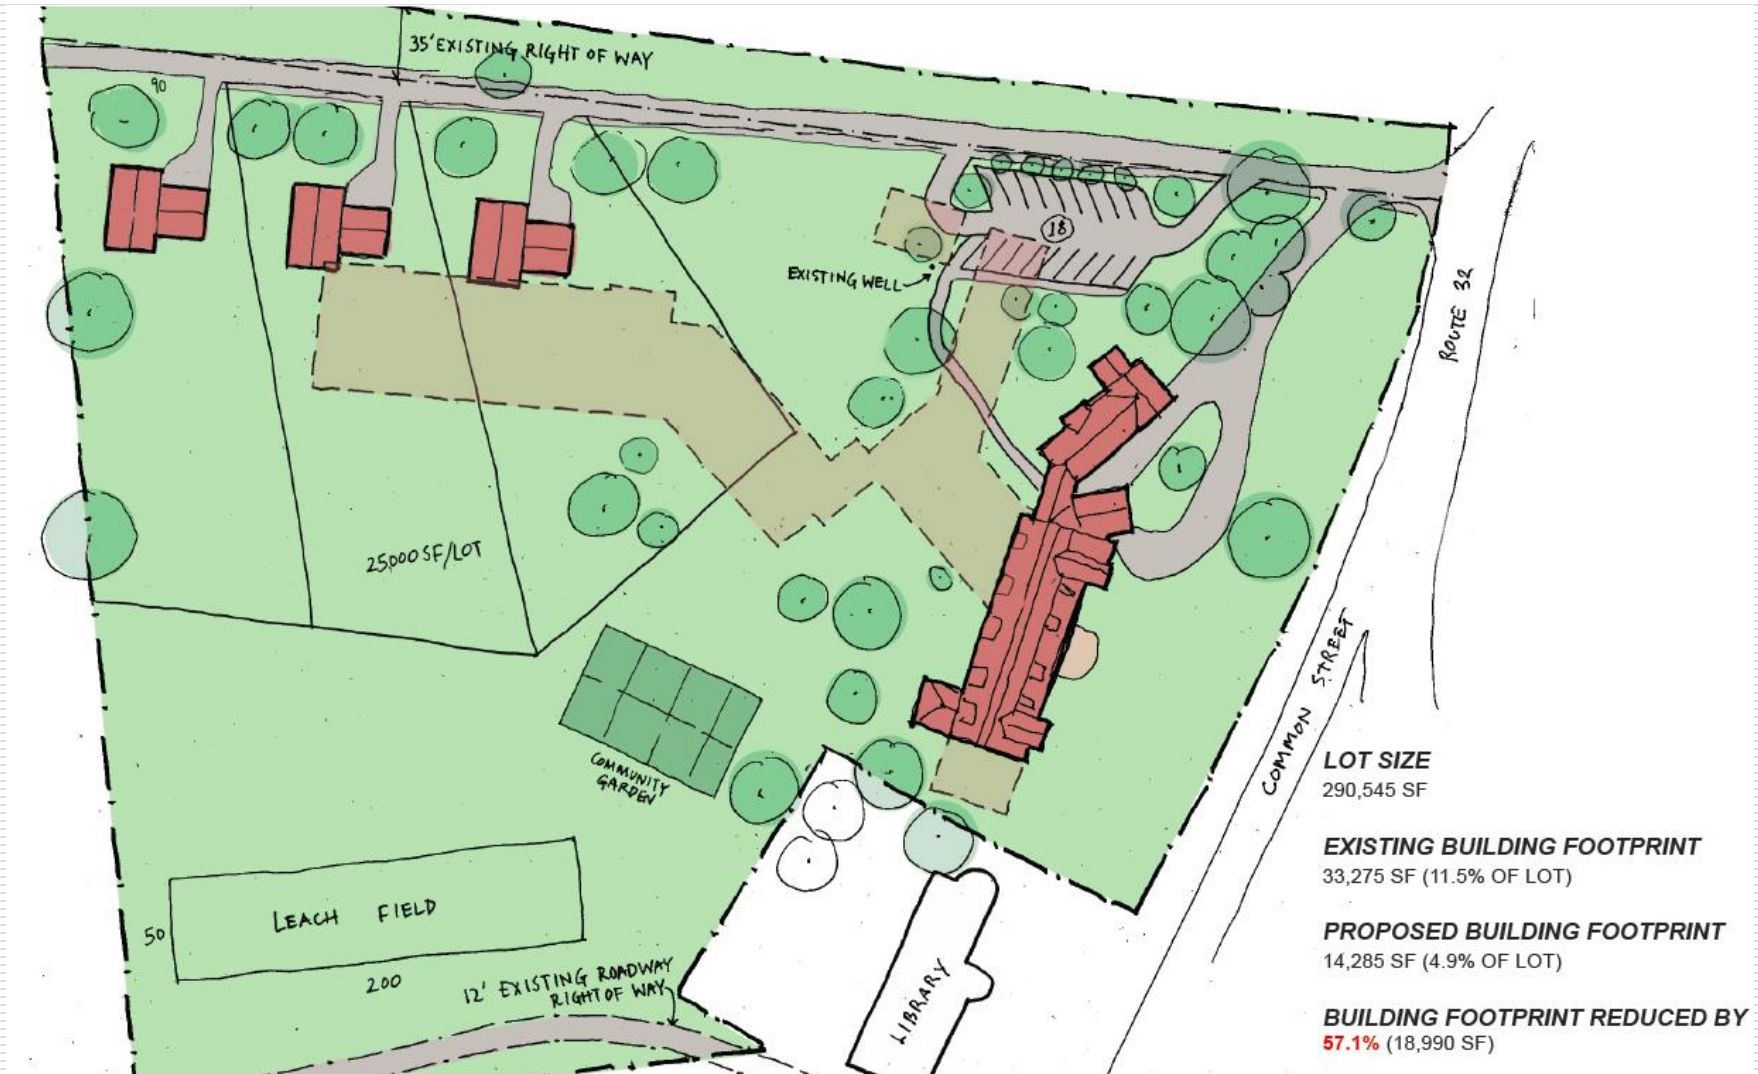 35' EXISTING RIGHT OF WAY
90
18
EXISTING WELL
ROUTE 32
25,000 SF/LOT
COMMON STREET
COMMUNITY
GARDEN
LEACH FIELD
50
200
12' EXISTING ROADWAY
RIGHT OF WAY
LIBRARY
LOT SIZE
290,545 SF
EXISTING BUILDING FOOTPRINT
33,275 SF (11.5% OF LOT)
PROPOSED BUILDING FOOTPRINT
14,285 SF (4.9% OF LOT)
BUILDING FOOTPRINT REDUCED BY
57.1% (18,990 SF)